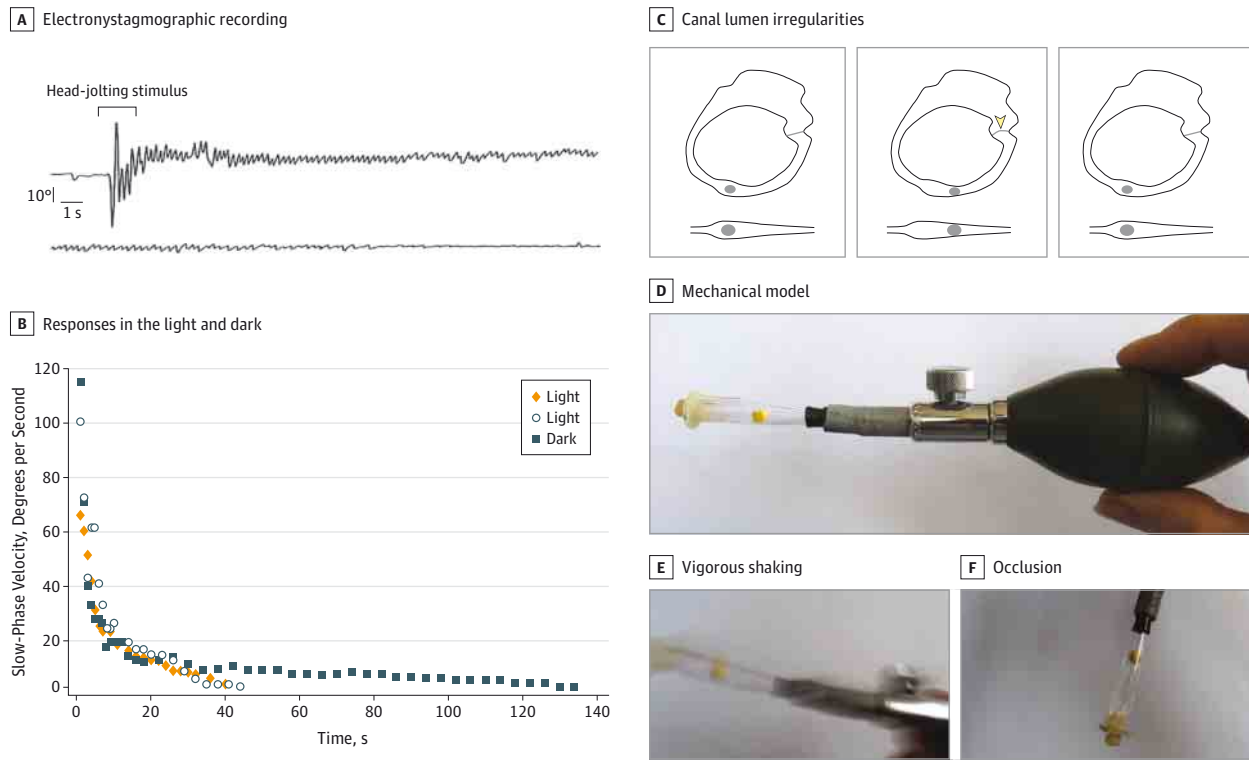 A Electronystagmographic recording
Head-jolting stimulus
10°
1 s
B Responses in the light and dark
Slow-Phase Velocity, Degrees per Second
120
100
80
60
40
20
0
Light
Light
Dark
0 20 40 60 80 100 120 140
Time, s
C Canal lumen irregularities
D Mechanical model
E Vigorous shaking
F Occlusion